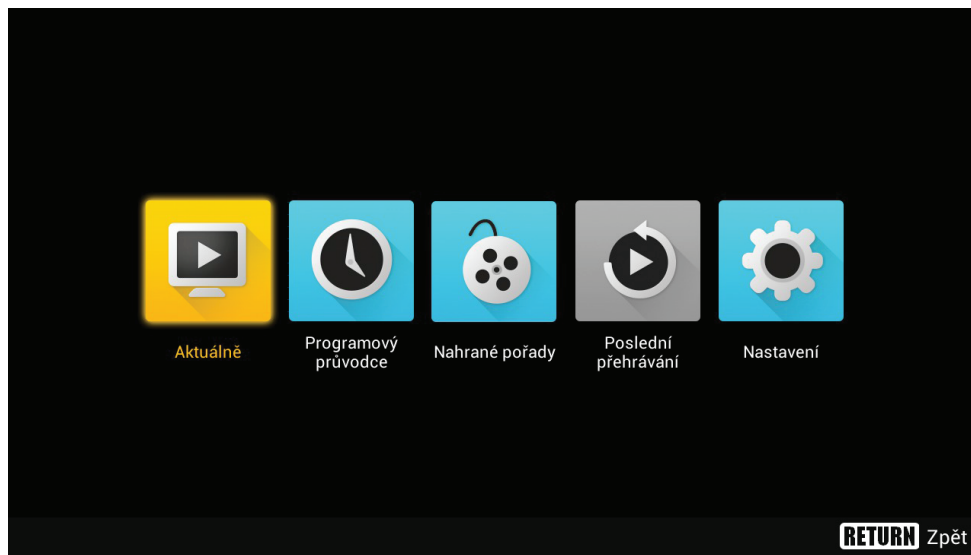 Aktuálně
Programový
průvodce
Nahrané pořady
Poslední
přehrávání
Nastavení
RETURN Zpět